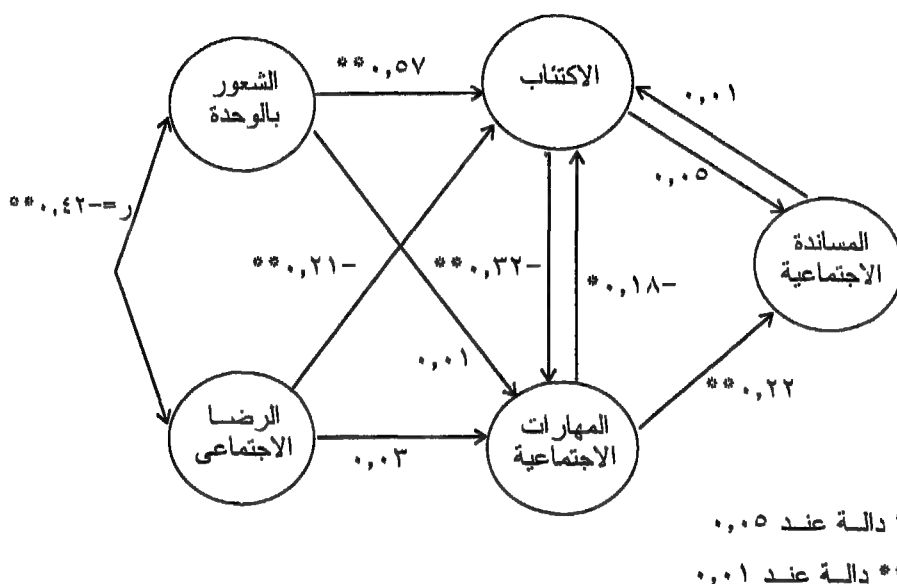 الشعور
بالوحدة
**٠,٥٧
الاكتئاب
٠,٠١
٠,٠٥
المساندة
الاجتماعية
ر=-٠,٤٢**
-٠,٢١**
-٠,٣٢**
-٠,١٨*
٠,٠١
**٠,٢٢
الرضا
الاجتماعى
٠,٠٣
المهارات
الاجتماعية
* دالة عند ٠,٠٥
** دالة عند ٠,٠١